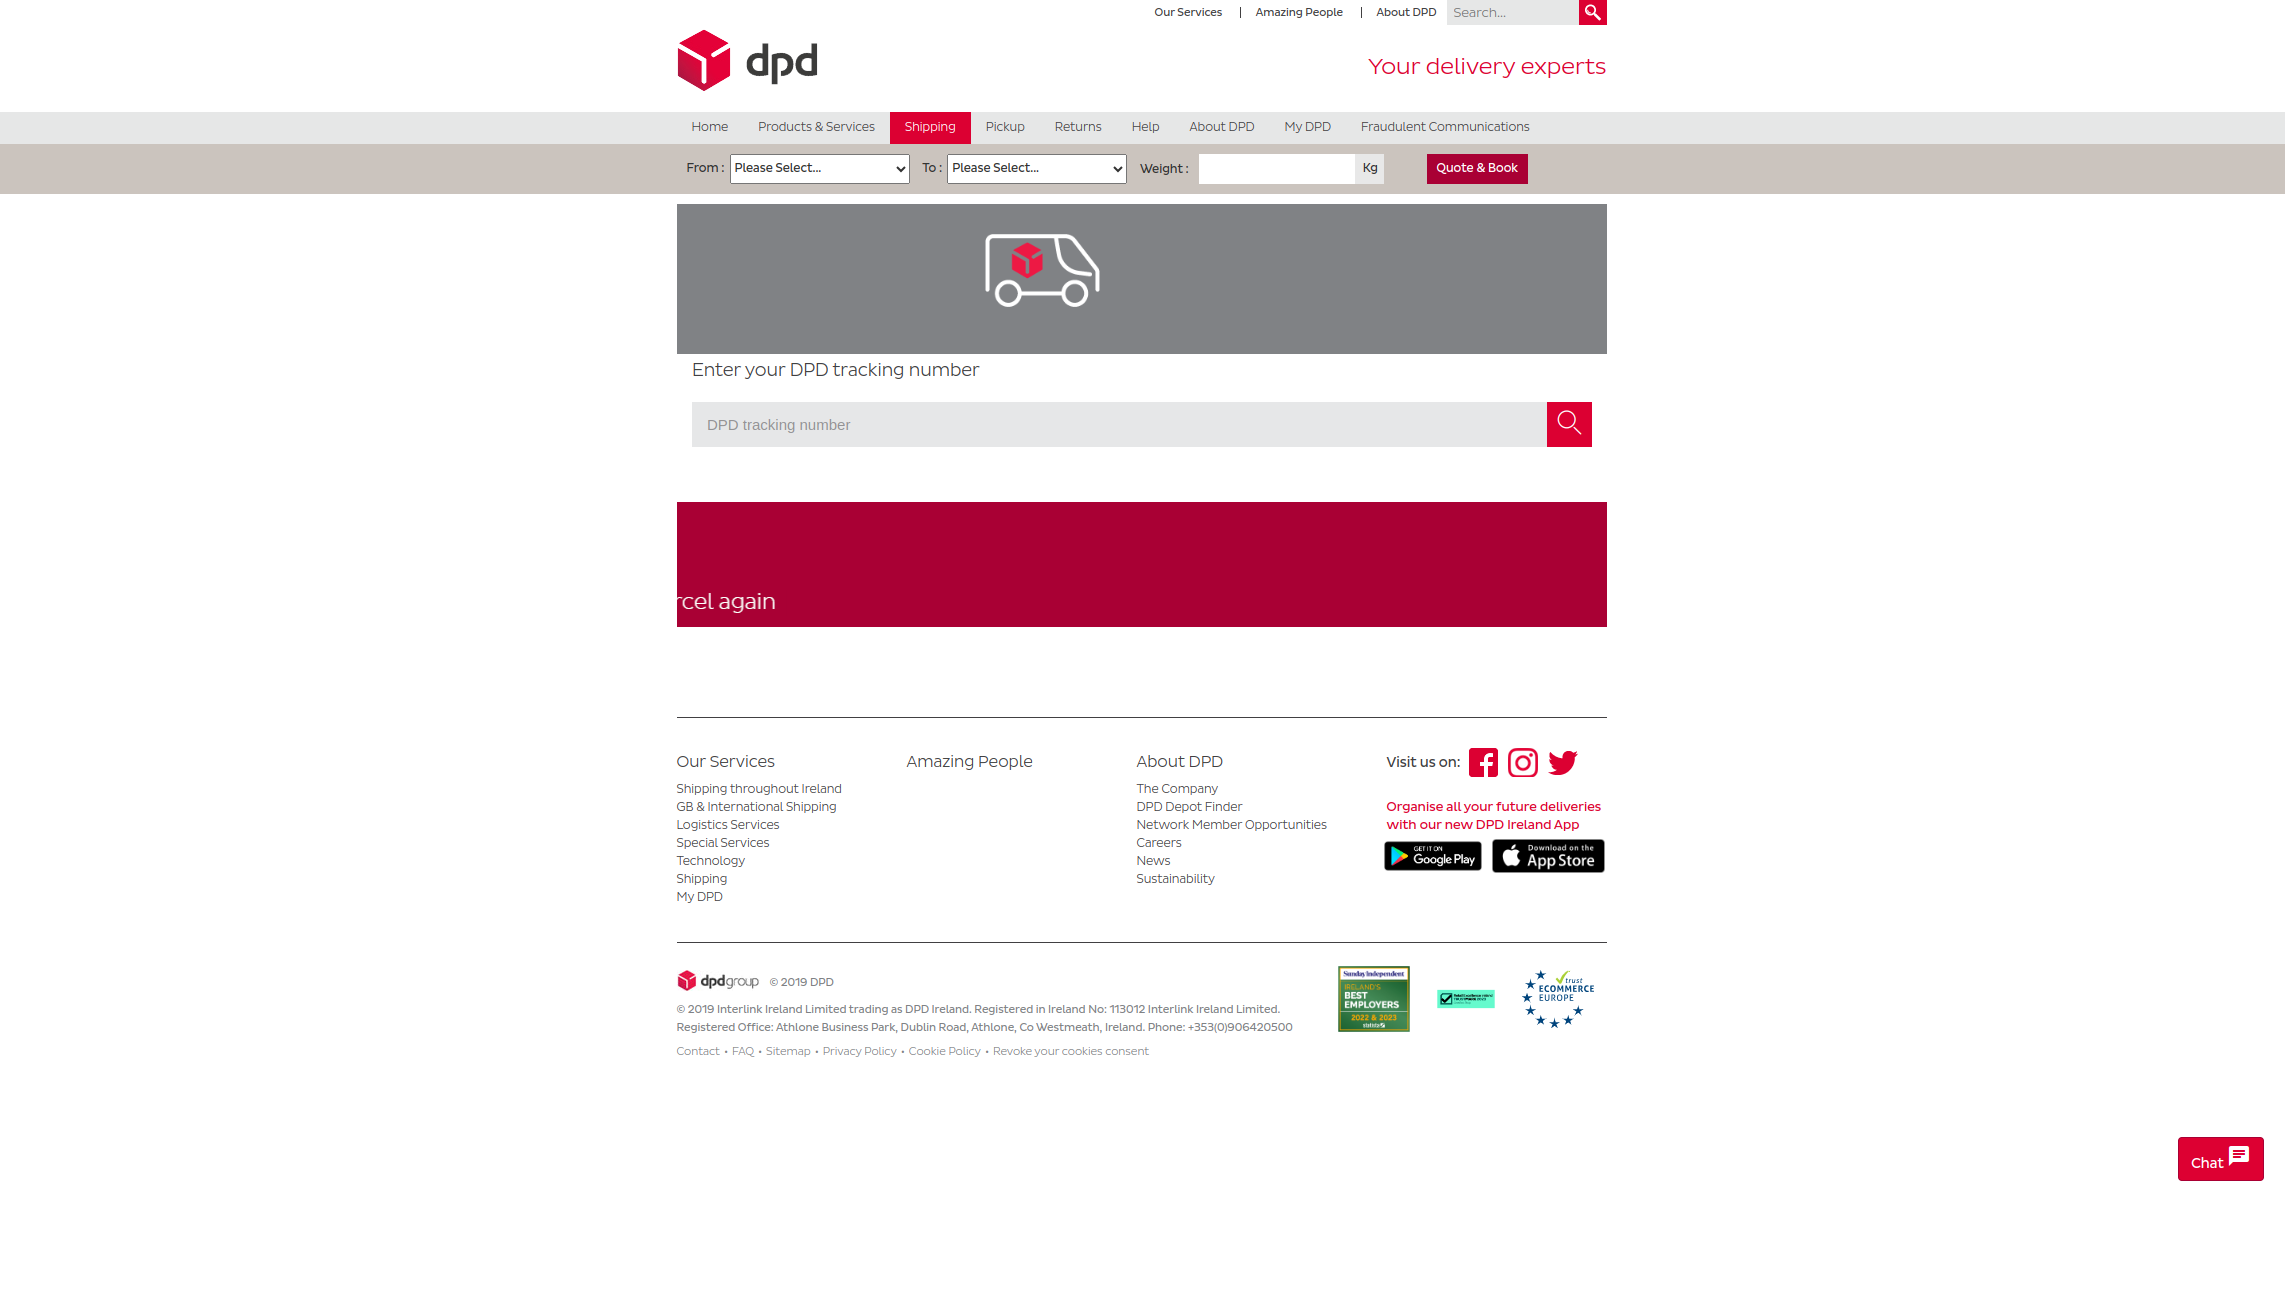 Our Services | Amazing People | About DPD Search...
dpd
Your delivery experts
Home Products & Services Shipping Pickup Returns Help About DPD My DPD Fraudulent Communications
From : Please Select... To : Please Select... Weight : Kg Quote & Book
Enter your DPD tracking number
DPD tracking number
rcel again
Our Services
Shipping throughout Ireland
GB & International Shipping
Logistics Services
Special Services
Technology
Shipping
My DPD
Amazing People
About DPD
The Company
DPD Depot Finder
Network Member Opportunities
Careers
News
Sustainability
Visit us on:
Organise all your future deliveries
with our new DPD Ireland App
GET IT ON
Google Play
Download on the
App Store
dpdgroup © 2019 DPD
© 2019 Interlink Ireland Limited trading as DPD Ireland. Registered in Ireland No: 113012 Interlink Ireland Limited.
Registered Office: Athlone Business Park, Dublin Road, Athlone, Co Westmeath, Ireland. Phone: +353(0)906420500
Contact • FAQ • Sitemap • Privacy Policy • Cookie Policy • Revoke your cookies consent
Sunday Independent
IRELAND'S
BEST
EMPLOYERS
2022 & 2023
statista
trust
ECOMMERCE
EUROPE
Chat